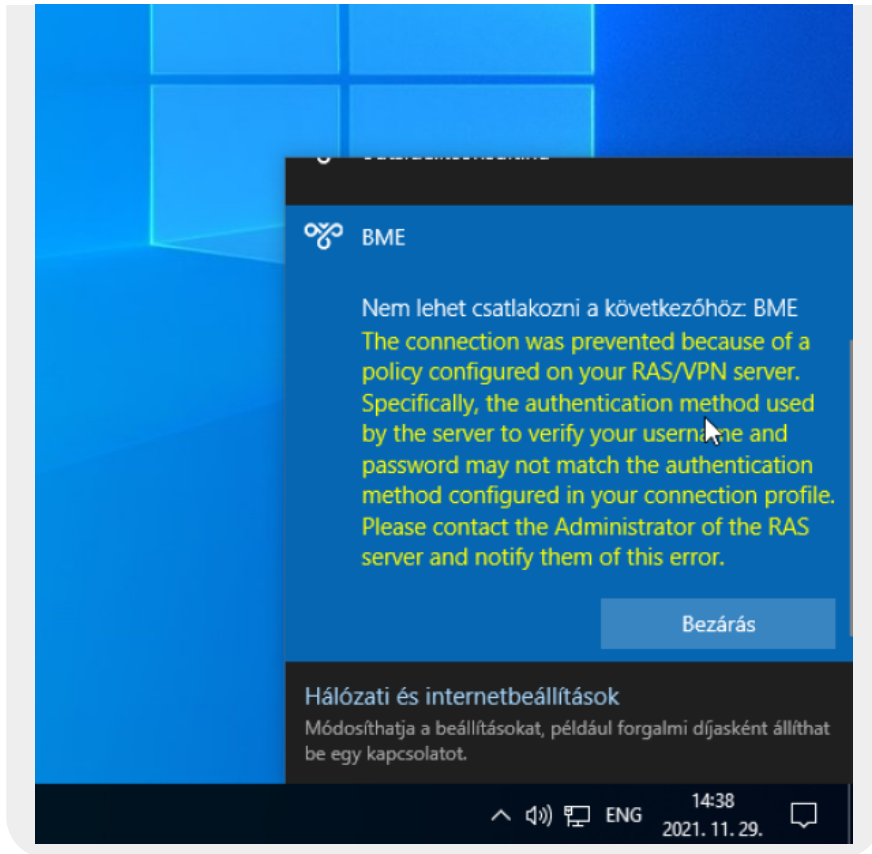 BME
Nem lehet csatlakozni a következőhöz: BME
The connection was prevented because of a
policy configured on your RAS/VPN server.
Specifically, the authentication method used
by the server to verify your username and
password may not match the authentication
method configured in your connection profile.
Please contact the Administrator of the RAS
server and notify them of this error.
Bezárás
Hálózati és internetbeállítások
Módosíthatja a beállításokat, például forgalmi díjasként állíthat
be egy kapcsolatot.
ENG
14:38
2021. 11. 29.